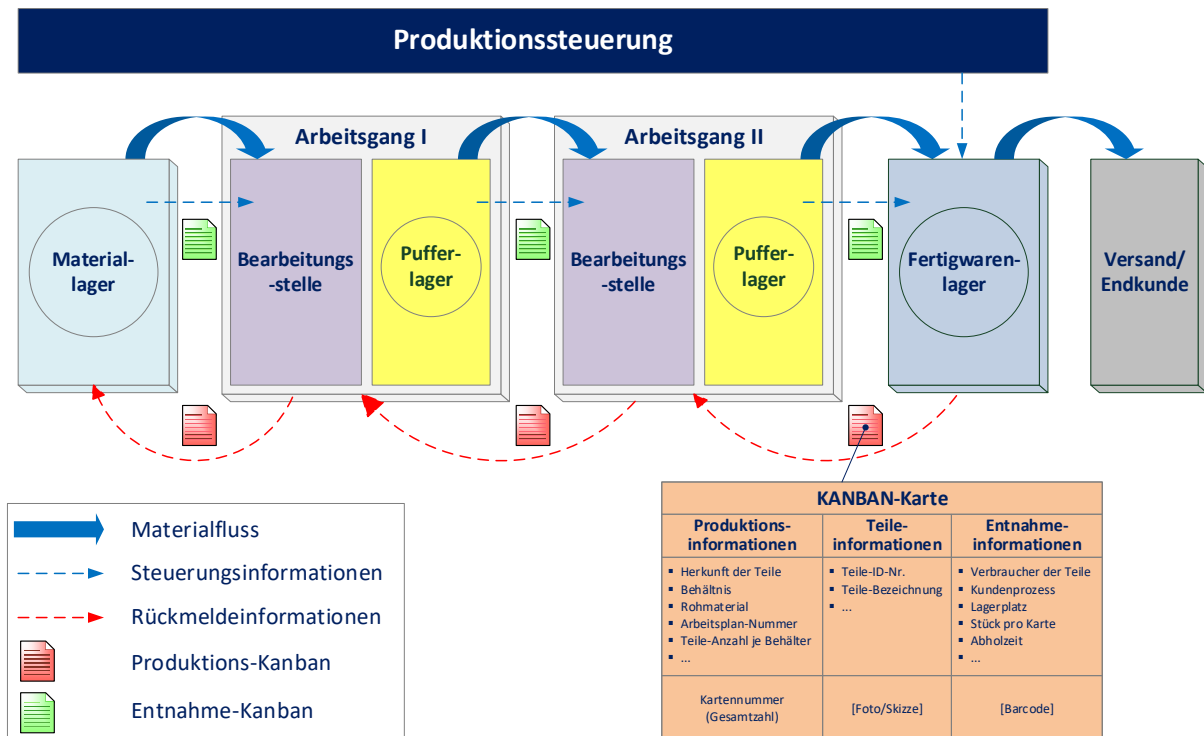 Produktionssteuerung
Arbeitsgang I
Arbeitsgang II
Material-
lager
Bearbeitungs
-stelle
Puffer-
lager
Bearbeitungs
-stelle
Puffer-
lager
Fertigwaren-
lager
Versand/
Endkunde
Materialfluss
Steuerungsinformationen
Rückmeldeinformationen
Produktions-Kanban
Entnahme-Kanban
KANBAN-Karte
Produktions-
informationen
▪ Herkunft der Teile
▪ Behältnis
▪ Rohmaterial
▪ Arbeitsplan-Nummer
▪ Teile-Anzahl je Behälter
▪ ...
Kartennummer
(Gesamtzahl)
Teile-
informationen
▪ Teile-ID-Nr.
▪ Teile-Bezeichnung
▪ ...
[Foto/Skizze]
Entnahme-
informationen
▪ Verbraucher der Teile
▪ Kundenprozess
▪ Lagerplatz
▪ Stück pro Karte
▪ Abholzeit
▪ ...
[Barcode]